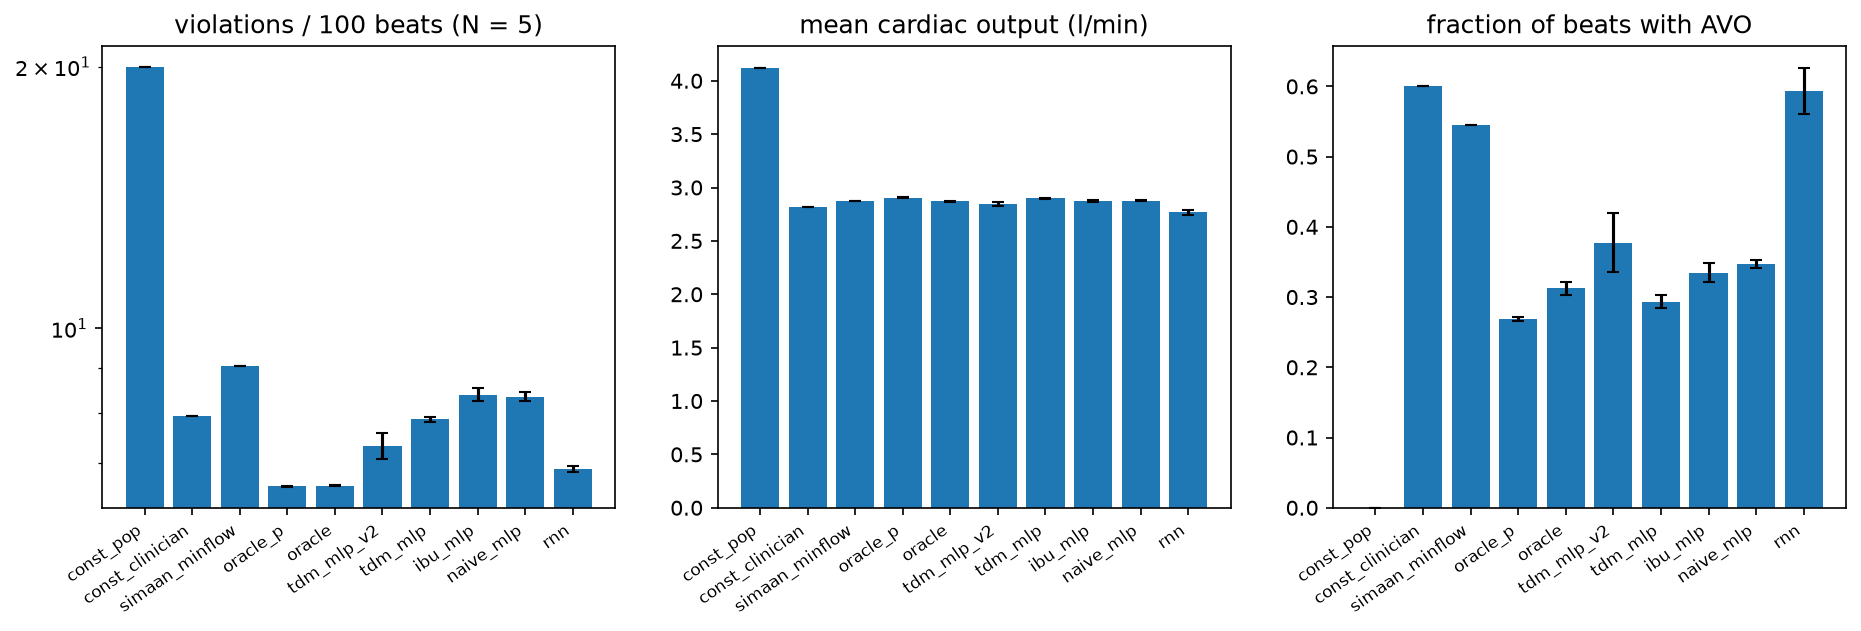 violations / 100 beats (N = 5)
2 × 10¹
10¹
const_pop
const_clinician
simaan_minflow
oracle_p
oracle
tdm_mlp_v2
tdm_mlp
ibu_mlp
naive_mlp
rnn
mean cardiac output (l/min)
4.0
3.5
3.0
2.5
2.0
1.5
1.0
0.5
0.0
const_pop
const_clinician
simaan_minflow
oracle_p
oracle
tdm_mlp_v2
tdm_mlp
ibu_mlp
naive_mlp
rnn
fraction of beats with AVO
0.6
0.5
0.4
0.3
0.2
0.1
0.0
const_pop
const_clinician
simaan_minflow
oracle_p
oracle
tdm_mlp_v2
tdm_mlp
ibu_mlp
naive_mlp
rnn